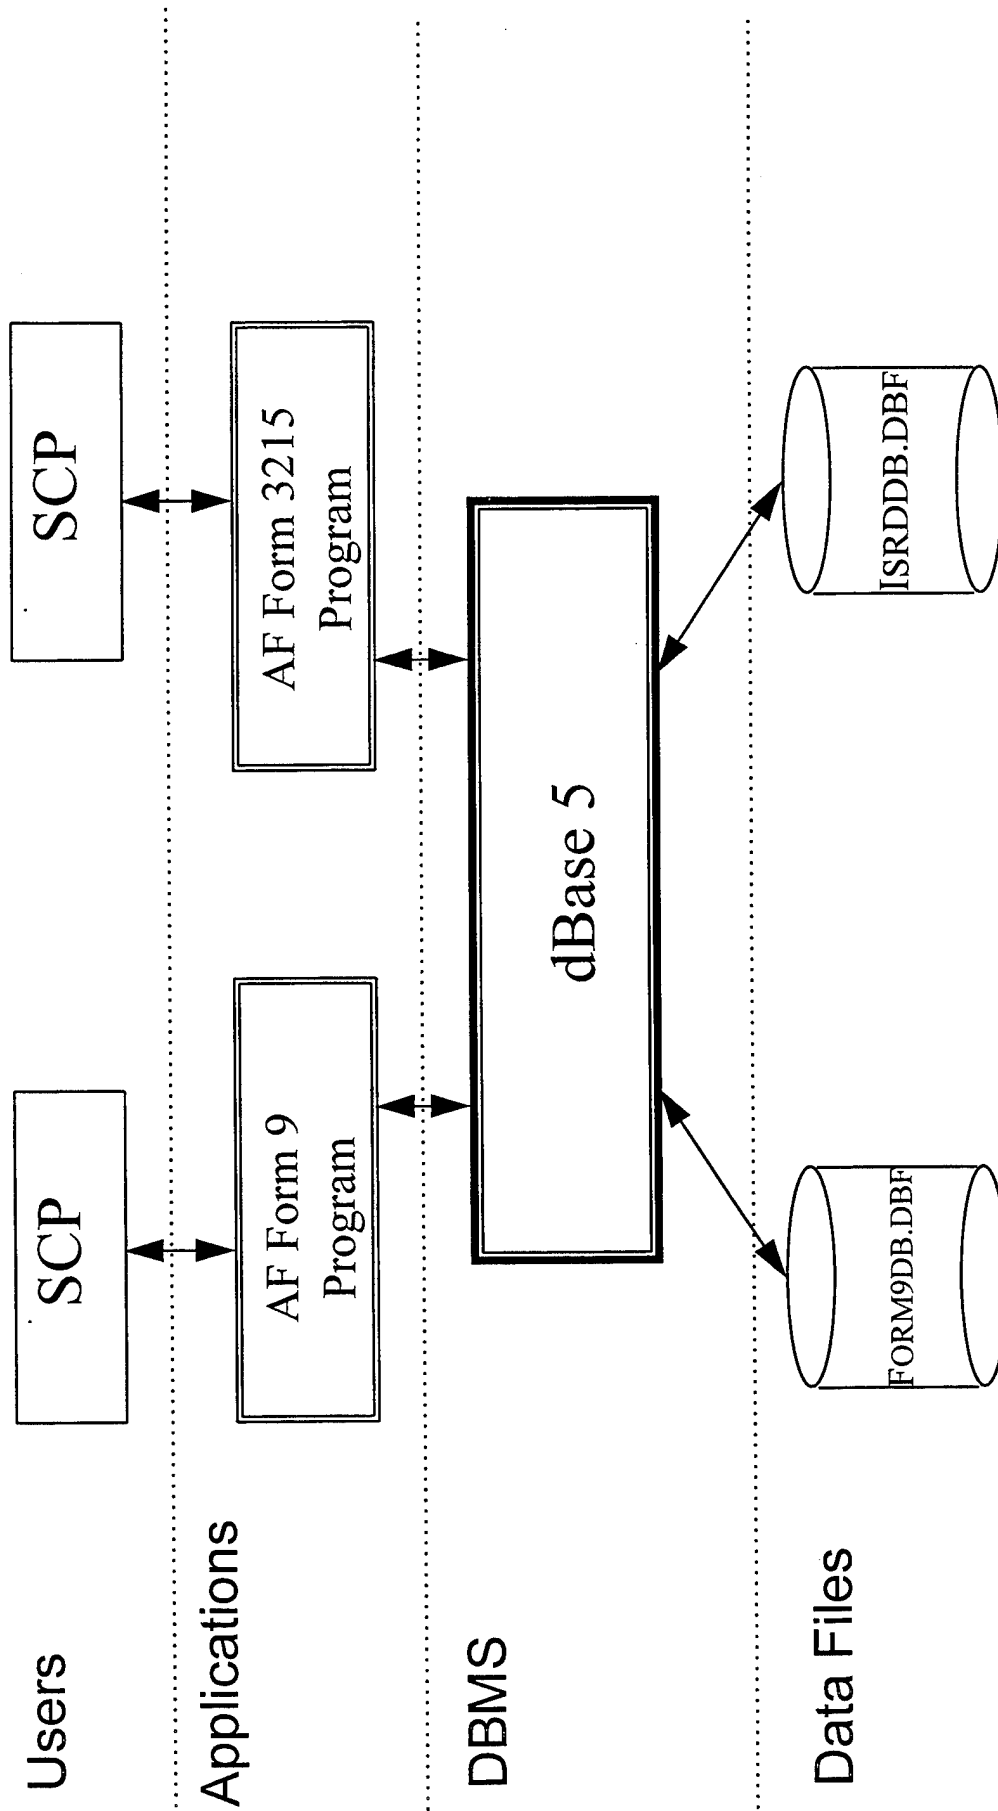 Users
SCP
SCP
Applications
AF Form 9
Program
AF Form 3215
Program
DBMS
dBase 5
Data Files
FORM9DB.DBF
ISRDDB.DBF